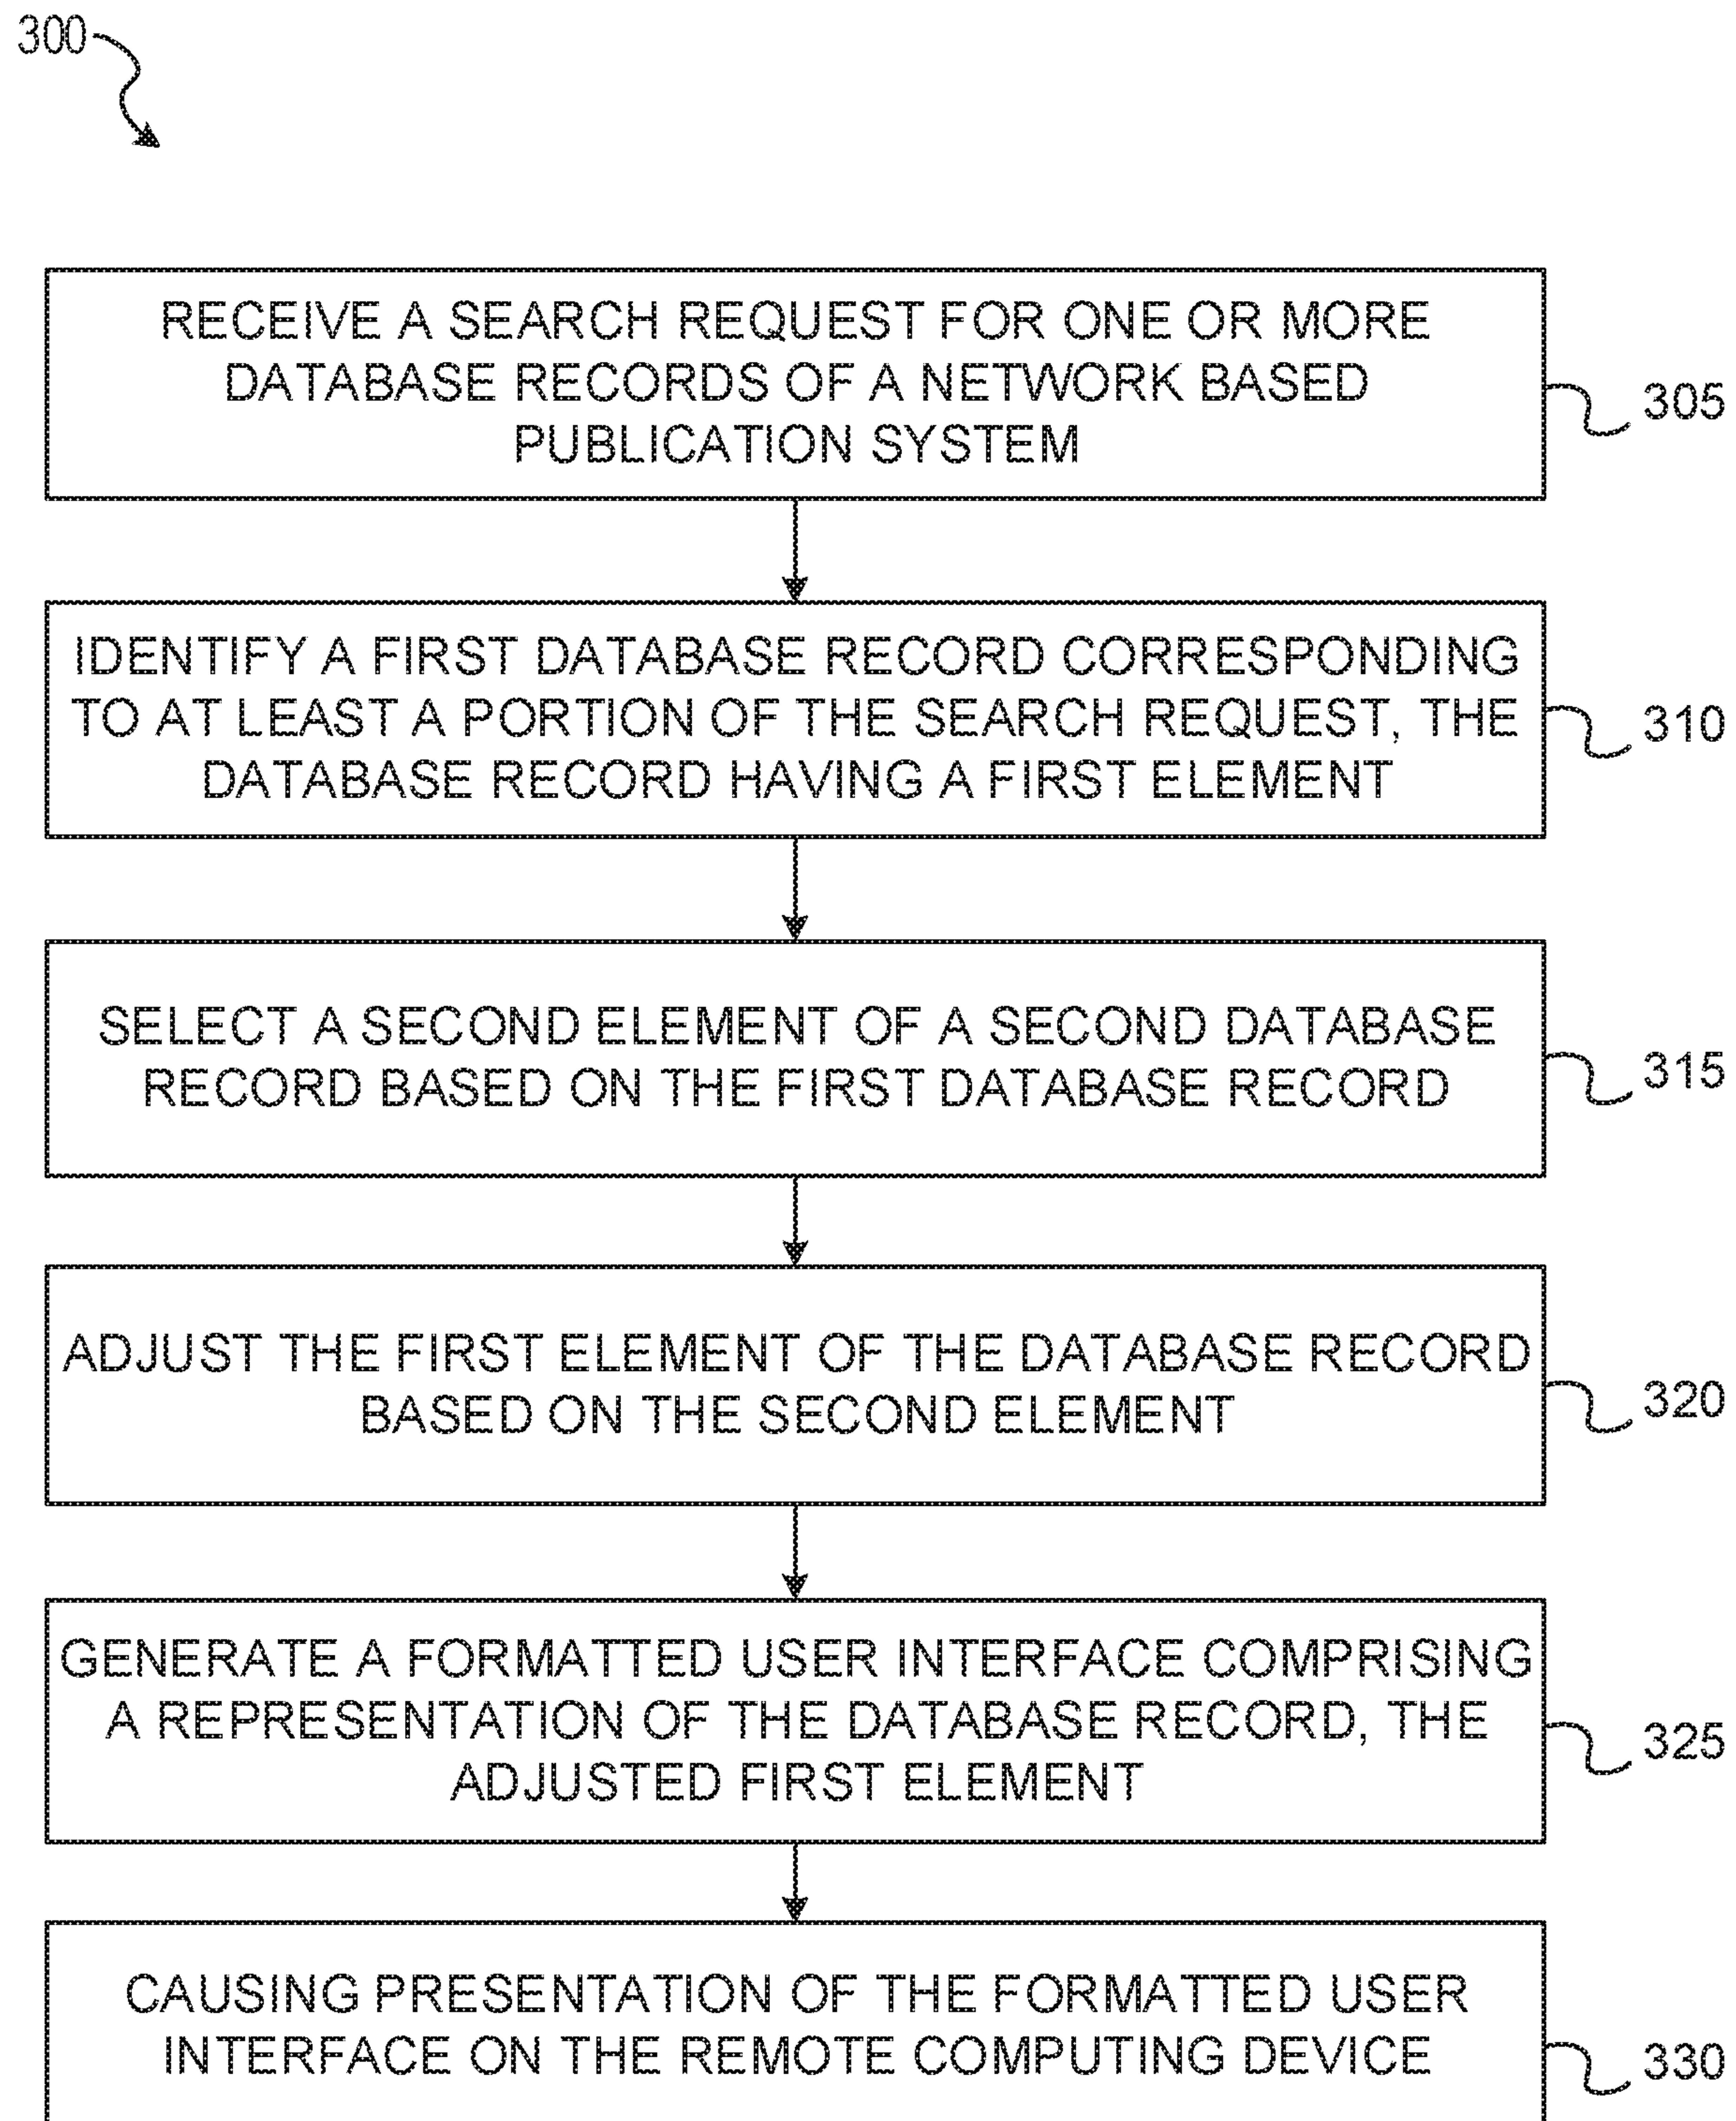 300
RECEIVE A SEARCH REQUEST FOR ONE OR MORE
DATABASE RECORDS OF A NETWORK BASED
PUBLICATION SYSTEM
305
IDENTIFY A FIRST DATABASE RECORD CORRESPONDING
TO AT LEAST A PORTION OF THE SEARCH REQUEST, THE
DATABASE RECORD HAVING A FIRST ELEMENT
310
SELECT A SECOND ELEMENT OF A SECOND DATABASE
RECORD BASED ON THE FIRST DATABASE RECORD
315
ADJUST THE FIRST ELEMENT OF THE DATABASE RECORD
BASED ON THE SECOND ELEMENT
320
GENERATE A FORMATTED USER INTERFACE COMPRISING
A REPRESENTATION OF THE DATABASE RECORD, THE
ADJUSTED FIRST ELEMENT
325
CAUSING PRESENTATION OF THE FORMATTED USER
INTERFACE ON THE REMOTE COMPUTING DEVICE
330